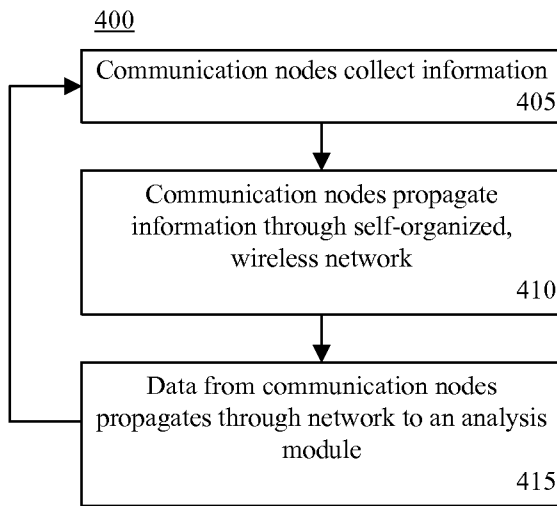 400
Communication nodes collect information
405
Communication nodes propagate
information through self-organized,
wireless network
410
Data from communication nodes
propagates through network to an analysis
module
415